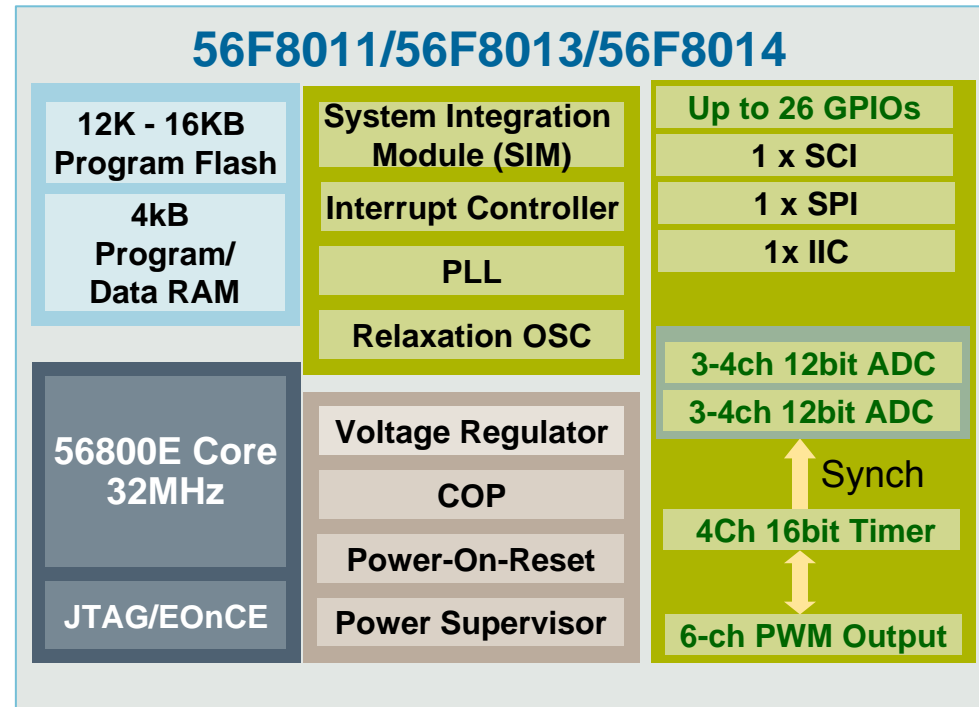 56F8011/56F8013/56F8014
12K - 16KB
Program Flash
4kB
Program/
Data RAM
56800E Core
32MHz
JTAG/EOnCE
System Integration
Module (SIM)
Interrupt Controller
PLL
Relaxation OSC
Voltage Regulator
COP
Power-On-Reset
Power Supervisor
Up to 26 GPIOs
1 x SCI
1 x SPI
1x IIC
3-4ch 12bit ADC
3-4ch 12bit ADC
Synch
4Ch 16bit Timer
6-ch PWM Output